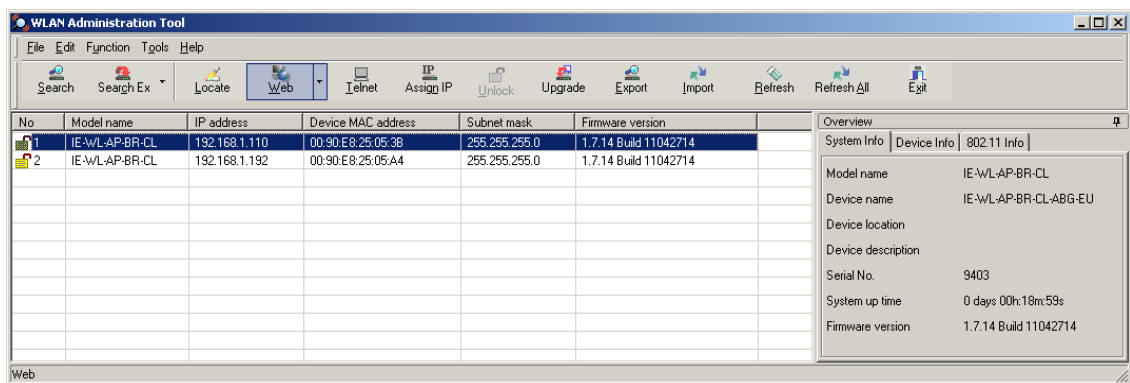 WLAN Administration Tool
File Edit Function Tools Help
Search Search Ex Locate Web Telnet IP Assign IP Unlock Upgrade Export Import Refresh Refresh All Exit
No Model name IP address Device MAC address Subnet mask Firmware version
1 IE-WL-AP-BR-CL 192.168.1.110 00:90:E8:25:05:3B 255.255.255.0 1.7.14 Build 11042714
2 IE-WL-AP-BR-CL 192.168.1.192 00:90:E8:25:05:A4 255.255.255.0 1.7.14 Build 11042714
Overview
System Info Device Info 802.11 Info
Model name IE-WL-AP-BR-CL
Device name IE-WL-AP-BR-CL-ABG-EU
Device location
Device description
Serial No. 9403
System up time 0 days 00h:18m:59s
Firmware version 1.7.14 Build 11042714
Web